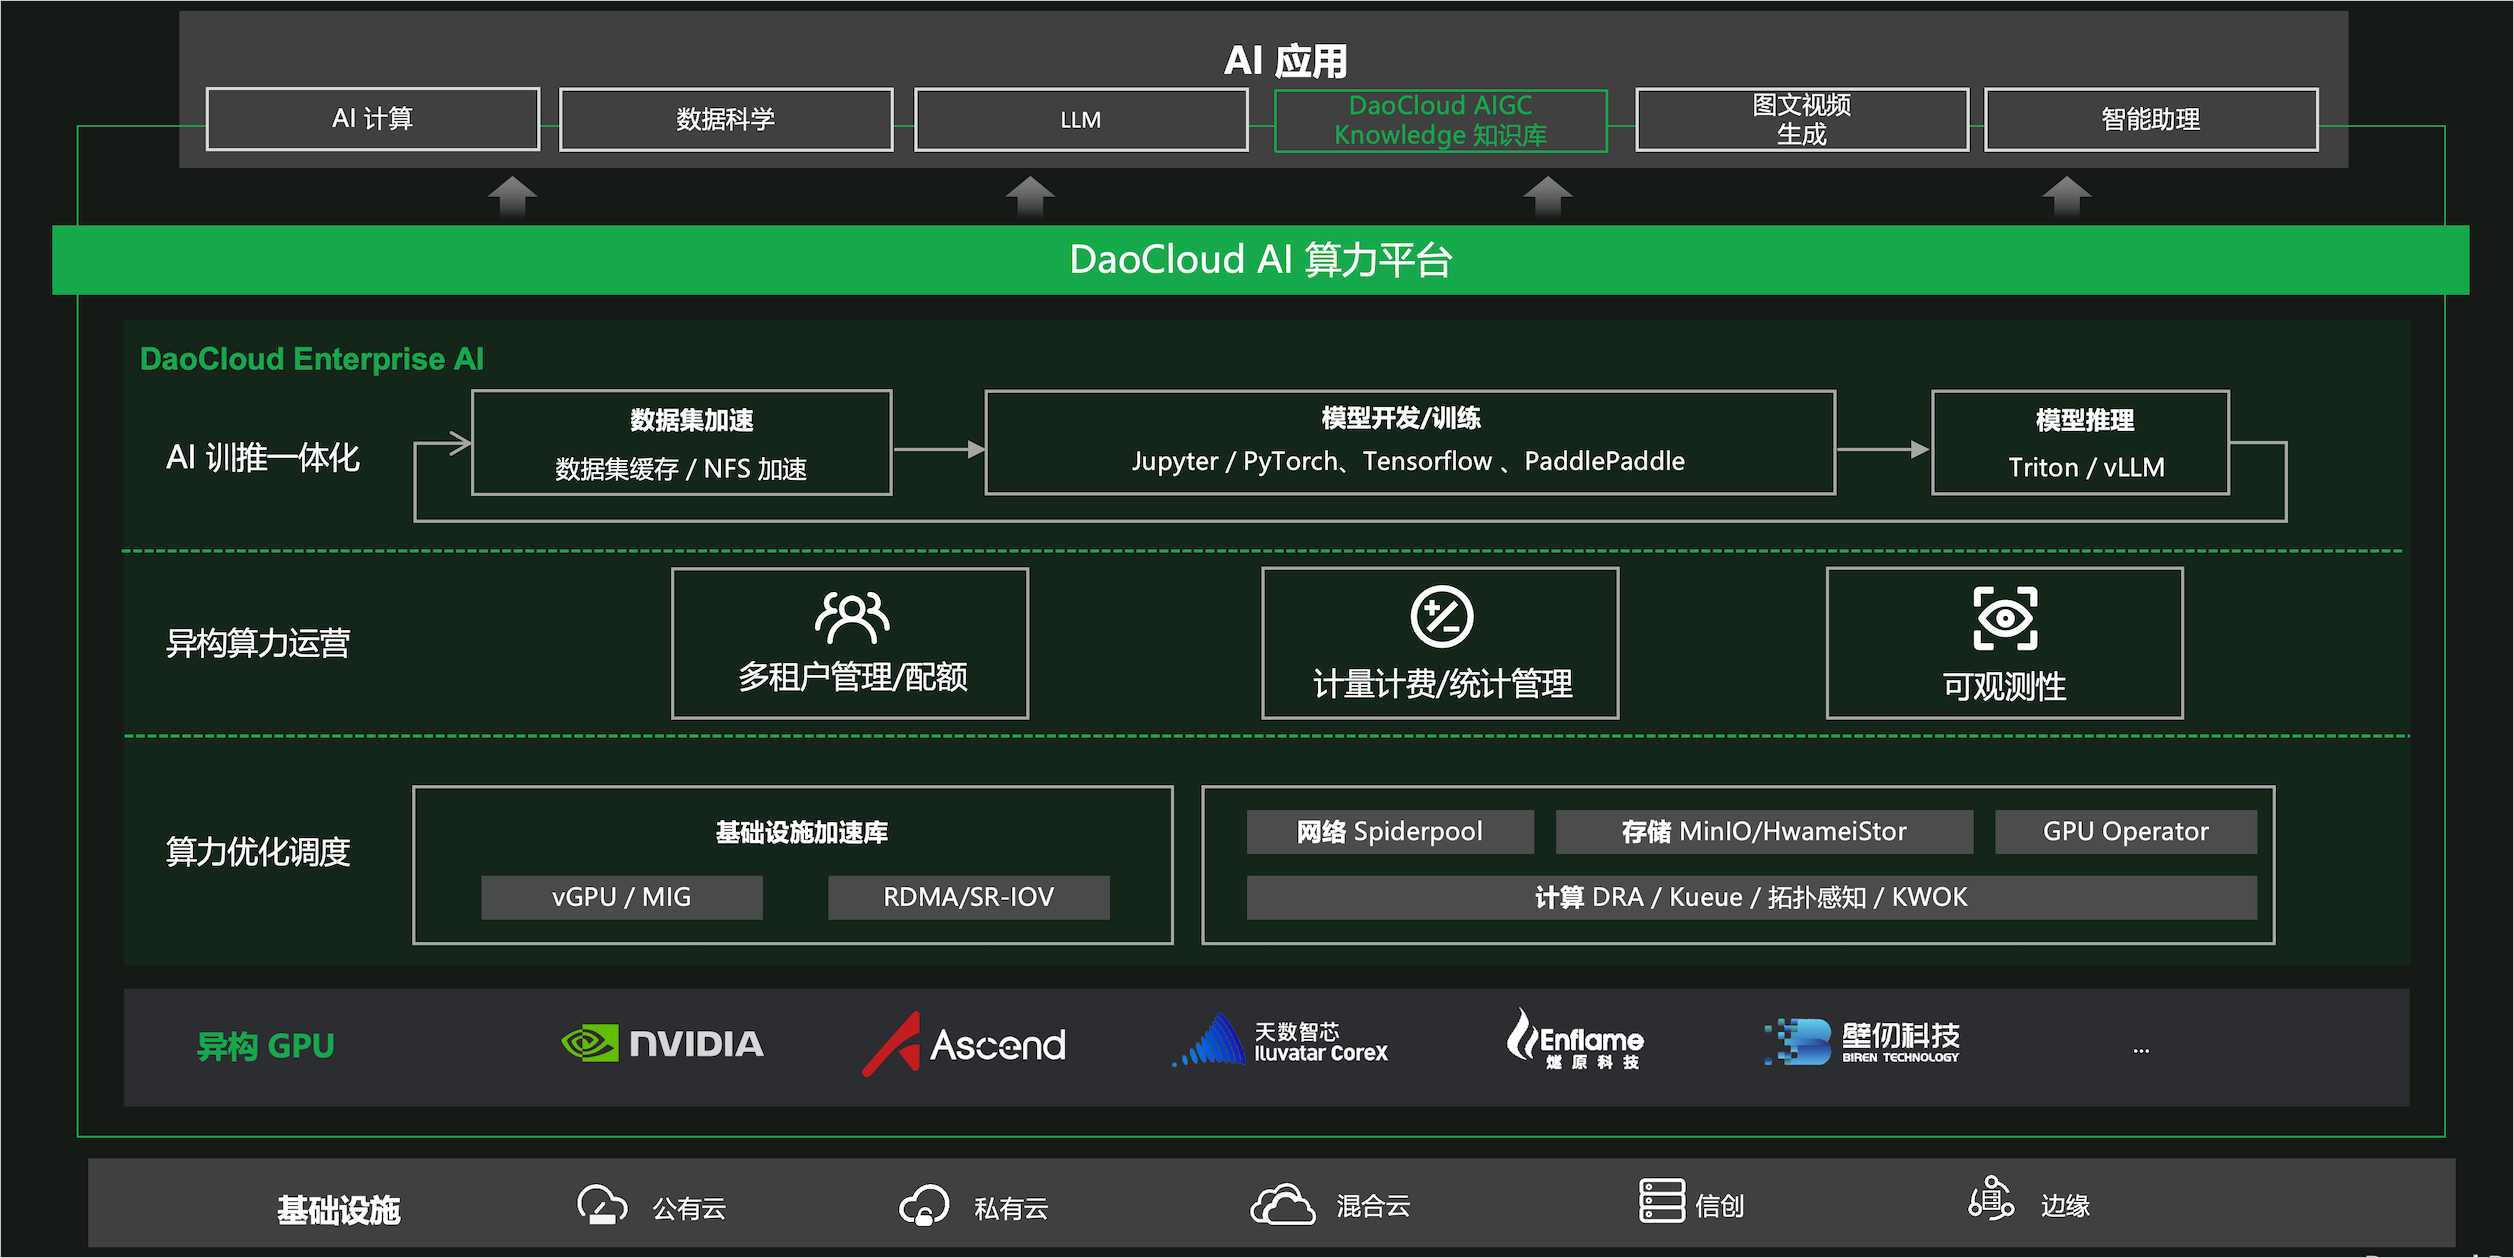 AI 应用
AI 计算
数据科学
LLM
DaoCloud AIGC
Knowledge 知识库
图文视频
生成
智能助理
DaoCloud AI 算力平台
DaoCloud Enterprise AI
AI 训推一体化
数据集加速
数据集缓存 / NFS 加速
模型开发/训练
Jupyter / PyTorch、Tensorflow 、PaddlePaddle
模型推理
Triton / vLLM
异构算力运营
多租户管理/配额
计量计费/统计管理
可观测性
算力优化调度
基础设施加速库
vGPU / MIG
RDMA/SR-IOV
网络 Spiderpool
存储 MinIO/HwameiStor
GPU Operator
计算 DRA / Kueue / 拓扑感知 / KWOK
异构 GPU
NVIDIA
Ascend
天数智芯
Iluvatar CoreX
Enflame
燧原科技
壁仞科技
BIREN TECHNOLOGY
...
基础设施
公有云
私有云
混合云
信创
边缘